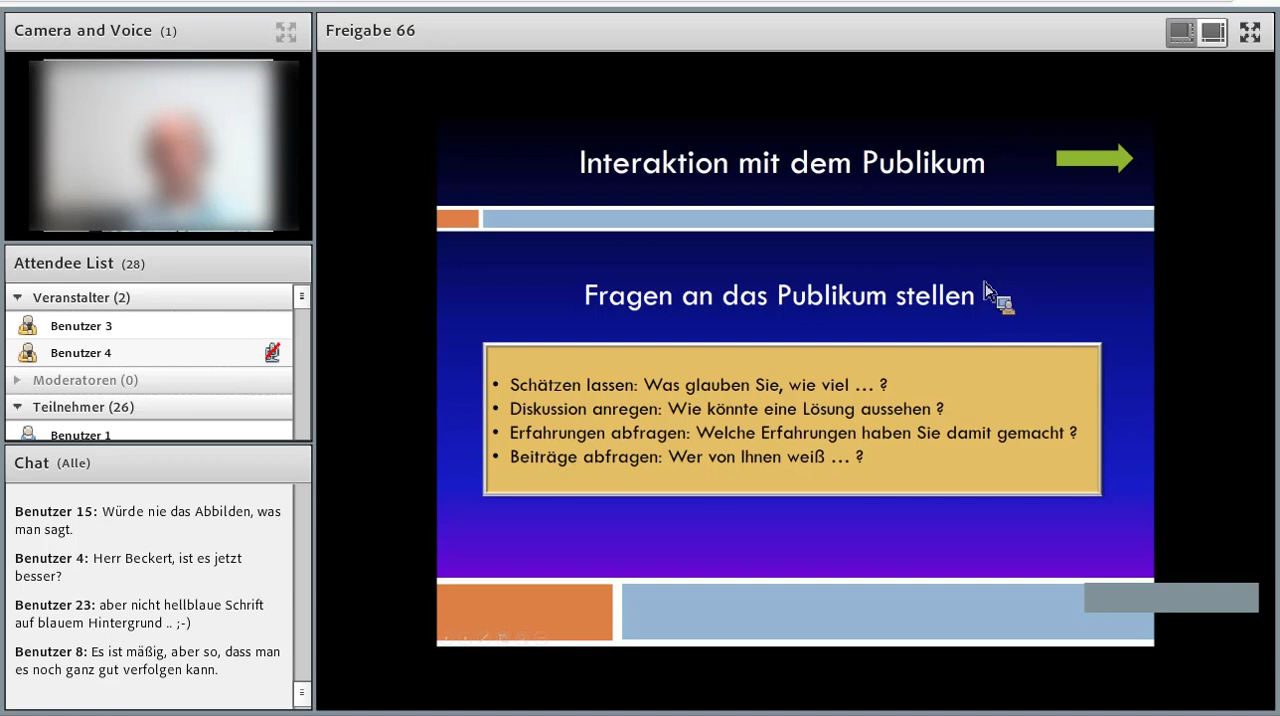 Camera and Voice (1)
Attendee List (28)
Veranstalter (2)
Benutzer 3
Benutzer 4
Moderatoren (0)
Teilnehmer (26)
Benutzer 1
Chat (Alle)
Benutzer 15: Würde nie das Abbilden, was
man sagt.
Benutzer 4: Herr Beckert, ist es jetzt
besser?
Benutzer 23: aber nicht hellblaue Schrift
auf blauem Hintergrund .. ;-)
Benutzer 8: Es ist mäßig, aber so, dass man
es noch ganz gut verfolgen kann.
Freigabe 66
Interaktion mit dem Publikum
Fragen an das Publikum stellen
• Schätzen lassen: Was glauben Sie, wie viel ... ?
• Diskussion anregen: Wie könnte eine Lösung aussehen ?
• Erfahrungen abfragen: Welche Erfahrungen haben Sie damit gemacht ?
• Beiträge abfragen: Wer von Ihnen weiß ... ?